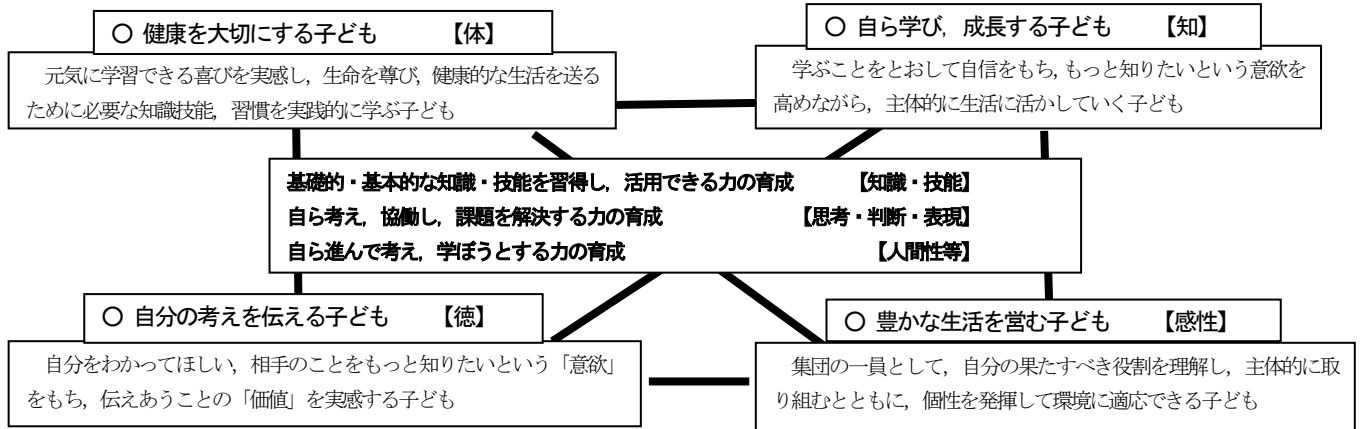 ○ 健康を大切にする子ども　　　【体】
元気に学習できる喜びを実感し，生命を尊び，健康的な生活を送る
ために必要な知識技能，習慣を実践的に学ぶ子ども
○ 自ら学び，成長する子ども　　【知】
学ぶことをとおして自信をもち，もっと知りたいという意欲を
高めながら，主体的に生活に活かしていく子ども
基礎的・基本的な知識・技能を習得し，活用できる力の育成　　　【知識・技能】
自ら考え，協働し，課題を解決する力の育成　　　【思考・判断・表現】
自ら進んで考え，学ぼうとする力の育成　　　【人間性等】
○ 自分の考えを伝える子ども　　【徳】
自分をわかってほしい，相手のことをもっと知りたいという「意欲」
をもち，伝えあうことの「価値」を実感する子ども
○ 豊かな生活を営む子ども　　【感性】
集団の一員として，自分の果たすべき役割を理解し，主体的に取
り組むとともに，個性を発揮して環境に適応できる子ども